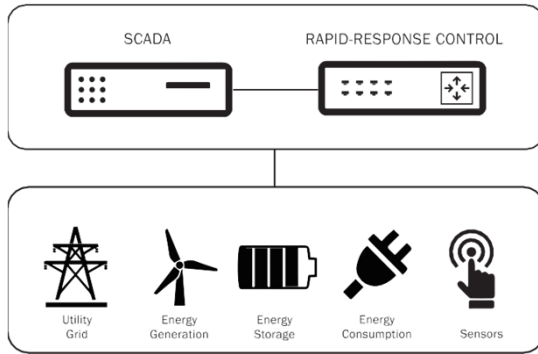 SCADA
RAPID-RESPONSE CONTROL
Utility
Grid
Energy
Generation
Energy
Storage
Energy
Consumption
Sensors